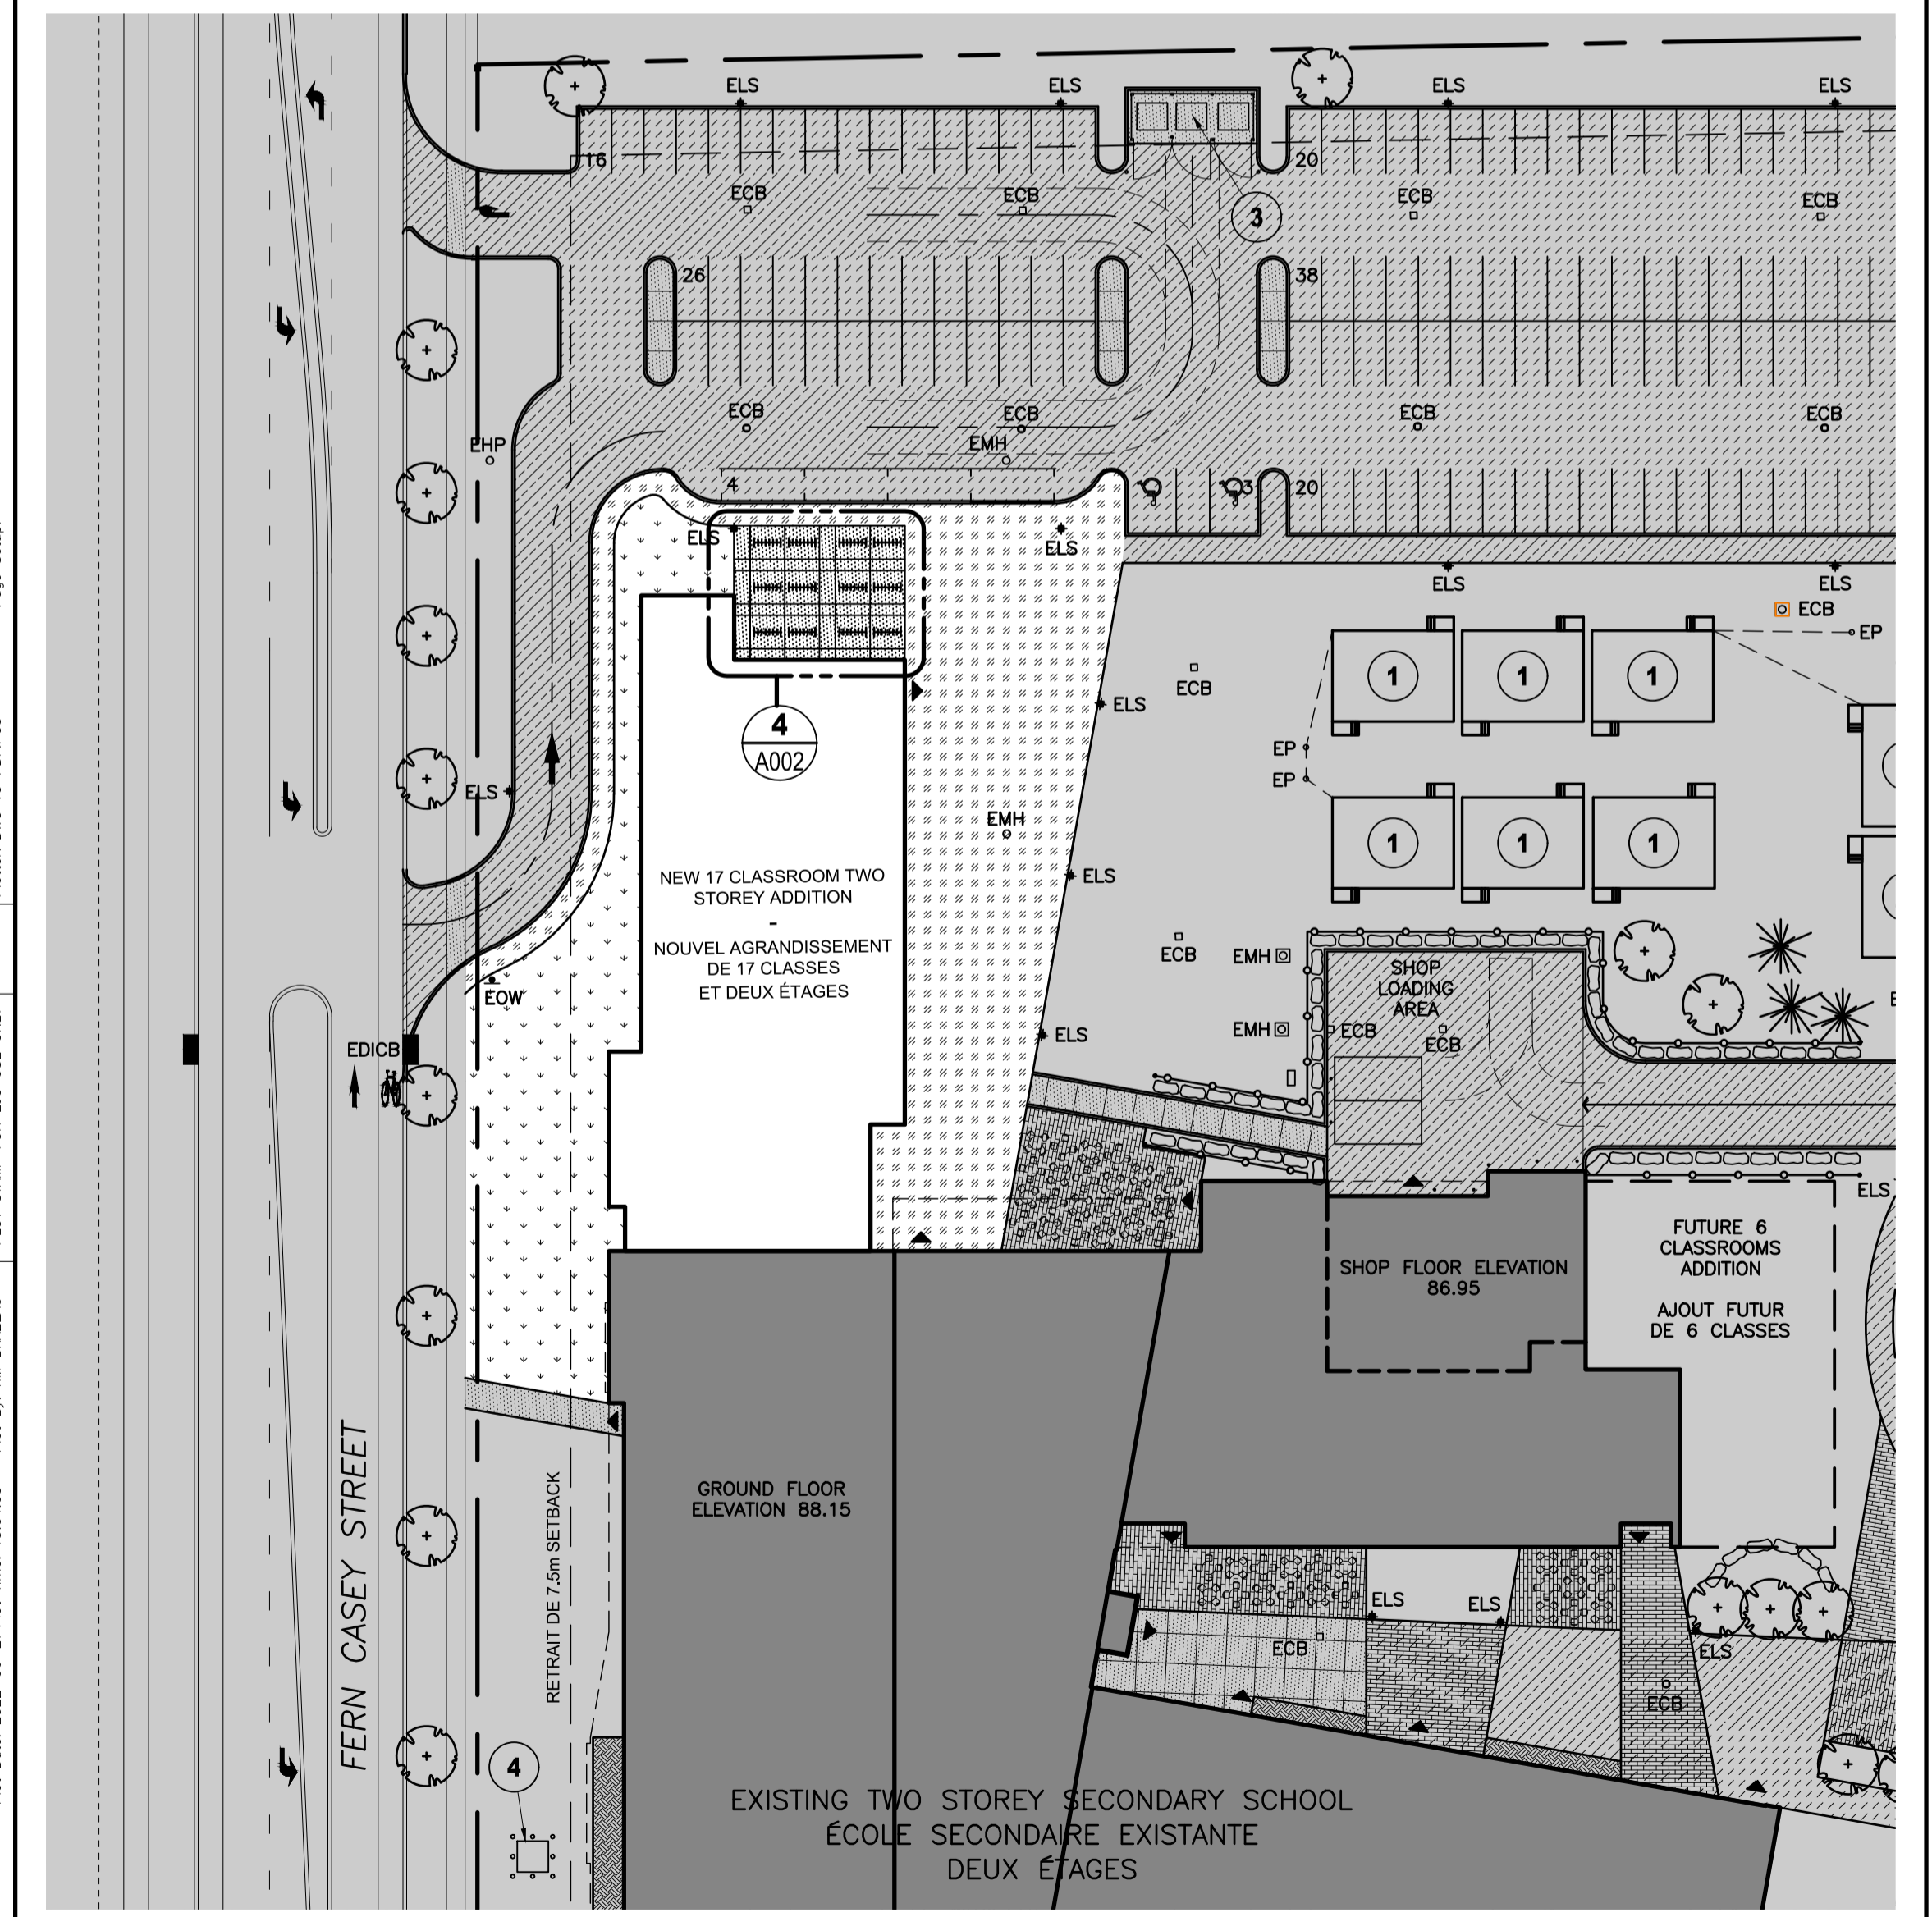 ELS
ELS
ELS
ELS
16
20
ECB
ECB
ECB
ECB
3
26
38
ECB
ECB
ECB
ECB
EHP
EMH
4
3
20
ELS
ELS
ELS
ELS
ECB
EP
1
1
1
ECB
ELS
4
A002
EP
EP
ELS
EMH
1
1
1
ELS
NEW 17 CLASSROOM TWO
STOREY ADDITION
-
NOUVEL AGRANDISSEMENT
DE 17 CLASSES
ET DEUX ÉTAGES
ECB
EMH
EMH
SHOP
LOADING
AREA
ECB
ECB
EOW
ELS
EDICB
ELS
SHOP FLOOR ELEVATION
86.95
FUTURE 6
CLASSROOMS
ADDITION
AJOUT FUTUR
DE 6 CLASSES
GROUND FLOOR
ELEVATION 88.15
FERN CASEY STREET
RETRAIT DE 7.5m SETBACK
ELS
ELS
ECB
ELS
ECB
4
EXISTING TWO STOREY SECONDARY SCHOOL
ÉCOLE SECONDAIRE EXISTANTE
DEUX ÉTAGES